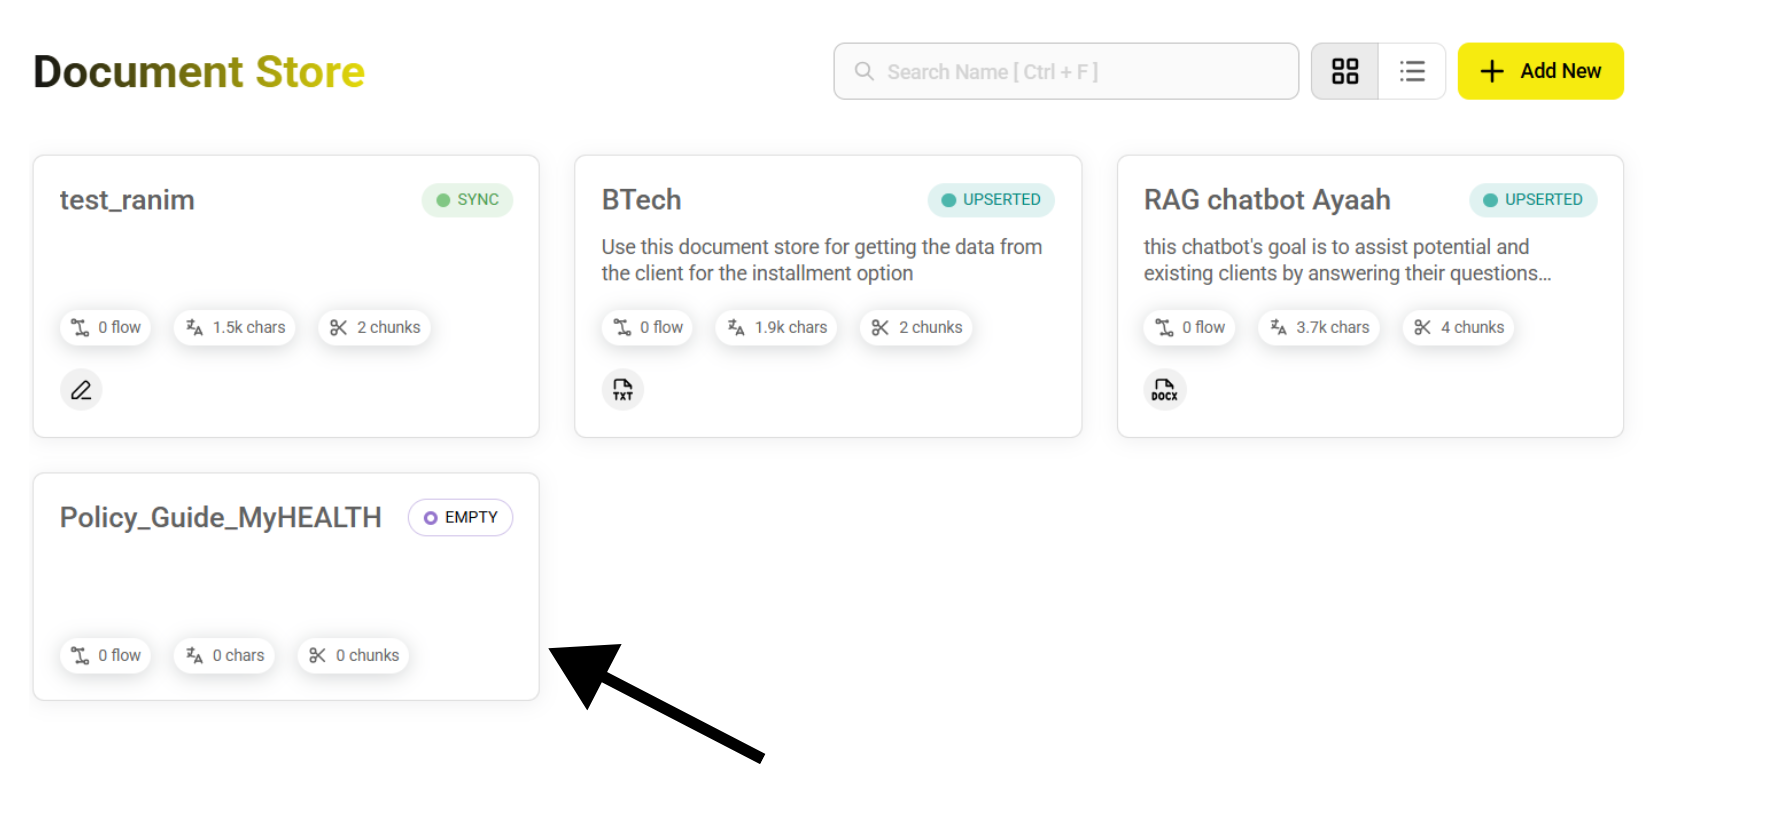 Document Store
Search Name [ Ctrl + F ]
Add New
test_ranim
SYNC
0 flow
1.5k chars
2 chunks
BTech
UPSERTED
Use this document store for getting the data from
the client for the installment option
0 flow
1.9k chars
2 chunks
TXT
RAG chatbot Ayaah
UPSERTED
this chatbot's goal is to assist potential and
existing clients by answering their questions...
0 flow
3.7k chars
4 chunks
DOCX
Policy_Guide_MyHEALTH
EMPTY
0 flow
0 chars
0 chunks